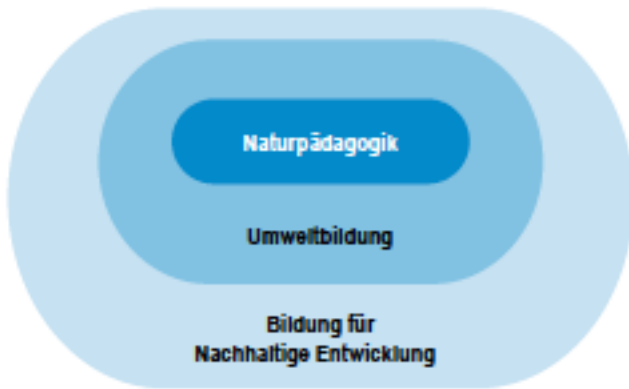 Naturpädagogik
Umweltbildung
Bildung für
Nachhaltige Entwicklung